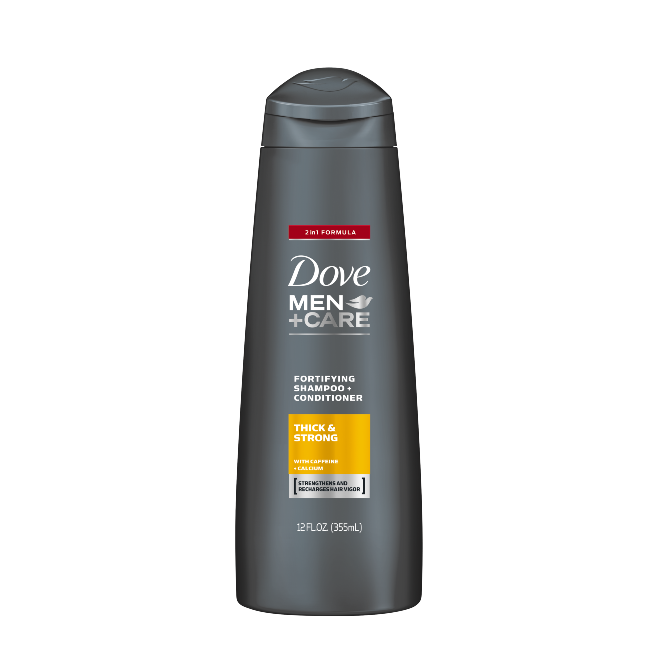 2in1 FORMULA
Dove
MEN
+CARE
FORTIFYING
SHAMPOO +
CONDITIONER
THICK &
STRONG
WITH CAFFEINE
+ CALCIUM
[STRENGTHENS AND
RECHARGES HAIR VIGOR]
12 FL OZ (355mL)